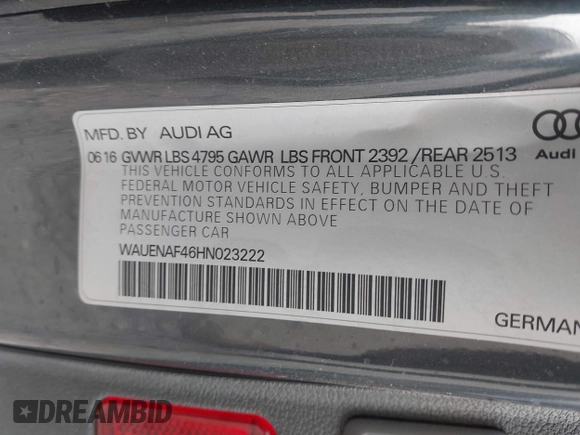 MFD. BY AUDI AG
06 16 GVWR LBS 4795 GAWR LBS FRONT 2392 / REAR 2513
THIS VEHICLE CONFORMS TO ALL APPLICABLE U.S.
FEDERAL MOTOR VEHICLE SAFETY, BUMPER AND THEFT
PREVENTION STANDARDS IN EFFECT ON THE DATE OF
MANUFACTURE SHOWN ABOVE
PASSENGER CAR
WAUENAF46HN023222
Audi
GERMAN
DREAMBID